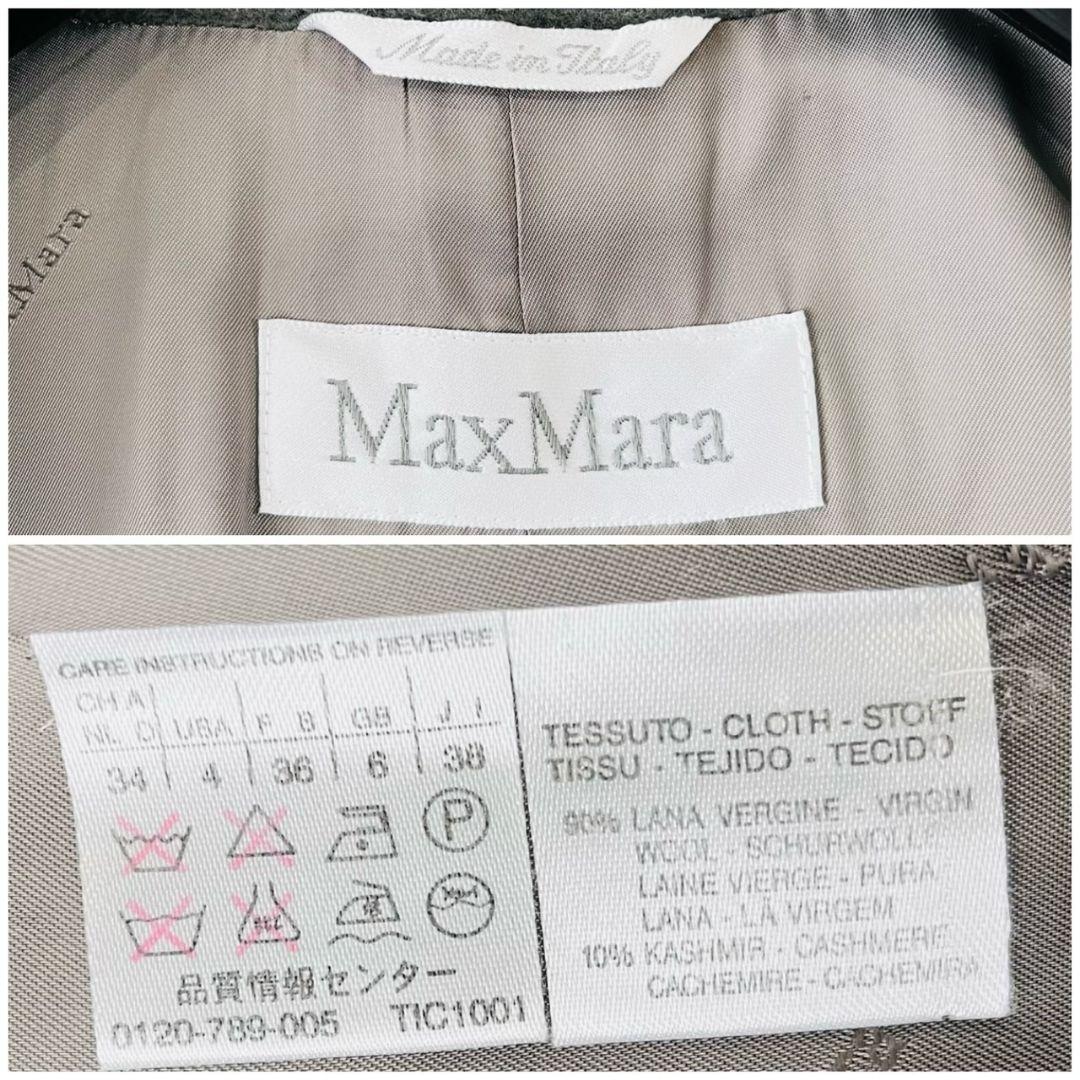 Made in Italy
MaxMara
CARE INSTRUCTIONS ON REVERSE
CH A
NL D USA F B GB J I
34 4 36 6 38
P
品質情報センター
0120-789-005 TIC1001
TESSUTO - CLOTH - STOFF
TISSU - TEJIDO - TECIDO
90% LANA VERGINE - VIRGIN
WOOL - SCHURWOLLE
LAINE VIERGE - PURA
LANA - LÃ VIRGEM
10% KASHMIR - CASHMERE
CACHEMIRE - CACHEMIRA